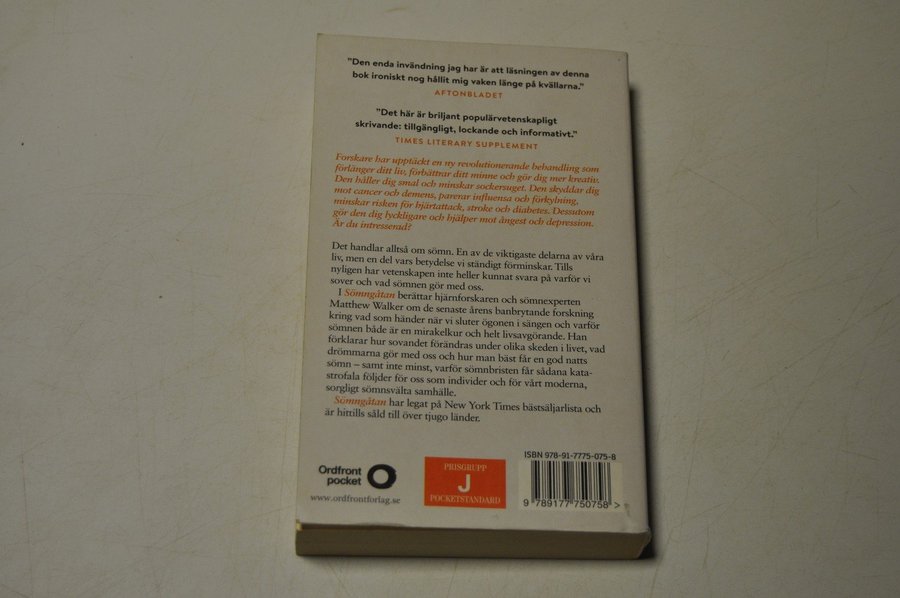 "Den enda invändning jag har är att läsningen av denna
bok ironiskt nog hållit mig vaken länge på kvällarna."
AFTONBLADET
"Det här är briljant populärvetenskapligt
skrivande: tillgängligt, lockande och informativt."
TIMES LITERARY SUPPLEMENT
Forskare har upptäckt en ny revolutionerande behandling som
förlänger ditt liv, förbättrar ditt minne och gör dig mer kreativ.
Den håller dig smal och minskar sockersuget. Den skyddar dig
mot cancer och demens, parerar influensa och förkylning,
minskar risken för hjärtattack, stroke och diabetes. Dessutom
gör den dig lyckligare och hjälper mot ångest och depression.
Är du intresserad?
Det handlar alltså om sömn. En av de viktigaste delarna av våra
liv, men en del vars betydelse vi ständigt förminskar. Tills
nyligen har vetenskapen inte heller kunnat svara på varför vi
sover och vad sömnen gör med oss.
I Sömngåtan berättar hjärnforskaren och sömnexperten
Matthew Walker om de senaste årens banbrytande forskning
kring vad som händer när vi sluter ögonen i sängen och varför
sömnen både är en mirakelkur och helt livsavgörande. Han
förklarar hur sovandet förändras under olika skeden i livet, vad
drömmarna gör med oss och hur man bäst får en god natts
sömn – samt inte minst, varför sömnbristen får sådana kata-
strofala följder för oss som individer och för vårt moderna,
sorgligt sömnsvälta samhälle.
Sömngåtan har legat på New York Times bästsäljarlista och
är hittills såld till över tjugo länder.
ISBN 978-91-7775-075-8
Ordfront
pocket
www.ordfrontforlag.se
PRISGRUPP
J
POCKETSTANDARD
9 789177 750758 >